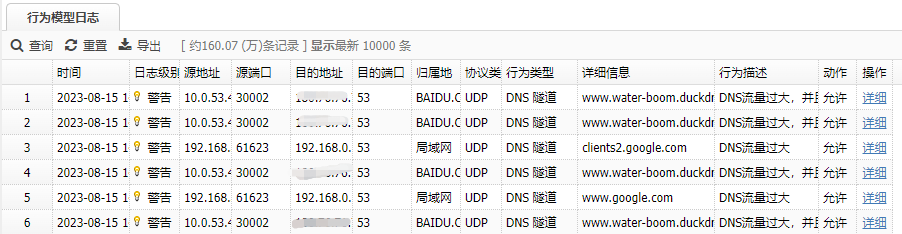 行为模型日志
查询 重置 导出 [ 约160.07 (万)条记录 ] 显示最新 10000 条
时间 日志级别 源地址 源端口 目的地址 目的端口 归属地 协议类 行为类型 详细信息 行为描述 动作 操作
1 2023-08-15 1 警告 10.0.53.4 30002 53 BAIDU.C UDP DNS 隧道 www.water-boom.duckdn DNS流量过大，并且 允许 详细
2 2023-08-15 1 警告 10.0.53.4 30002 53 BAIDU.C UDP DNS 隧道 www.water-boom.duckdn DNS流量过大，并且 允许 详细
3 2023-08-15 1 警告 192.168. 61623 192.168.0. 53 局域网 UDP DNS 隧道 clients2.google.com DNS流量过大 允许 详细
4 2023-08-15 1 警告 10.0.53.4 30002 53 BAIDU.C UDP DNS 隧道 www.water-boom.duckdn DNS流量过大，并且 允许 详细
5 2023-08-15 1 警告 192.168. 61623 192.168.0. 53 局域网 UDP DNS 隧道 www.google.com DNS流量过大 允许 详细
6 2023-08-15 1 警告 10.0.53.4 30002 53 BAIDU.C UDP DNS 隧道 www.water-boom.duckdn DNS流量过大，并且 允许 详细